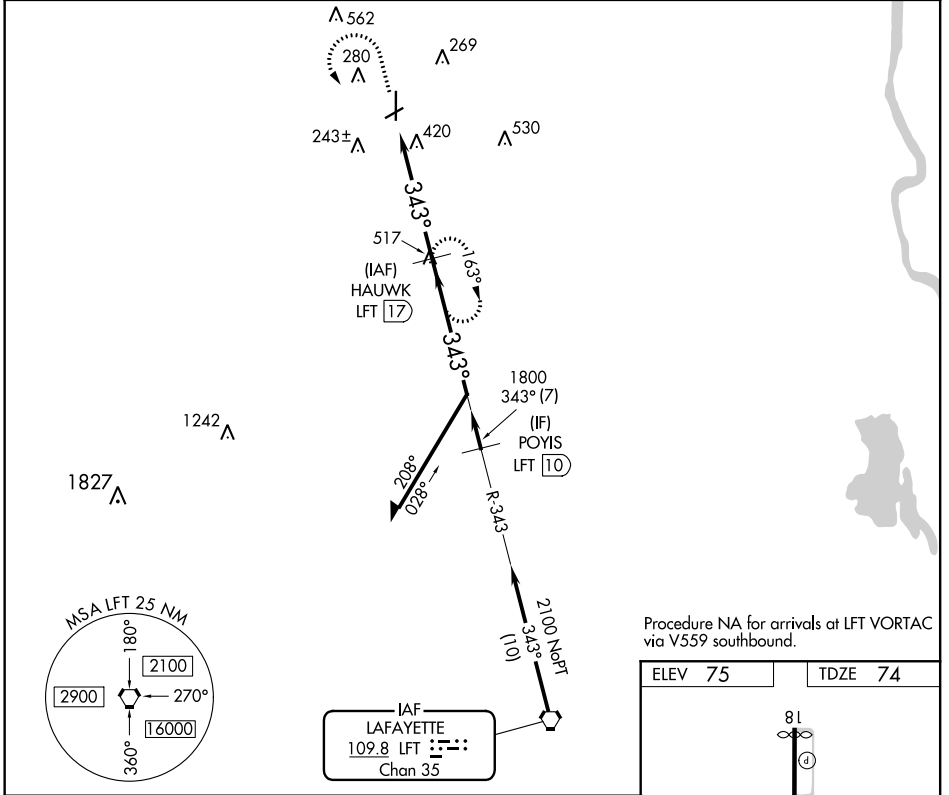 562
280
269
243±
420
530
343°
517
(IAF)
HAUWK
LFT 17
163°
343°
1800
343° (7)
(IF)
POYIS
LFT 10
1242
1827
208°
028°
R-343
2100 NoPT
343°
(10)
MSA LFT 25 NM
180°
2100
2900
270°
16000
360°
IAF
LAFAYETTE
109.8 LFT
Chan 35
Procedure NA for arrivals at LFT VORTAC
via V559 southbound.
ELEV 75
TDZE 74
18
P